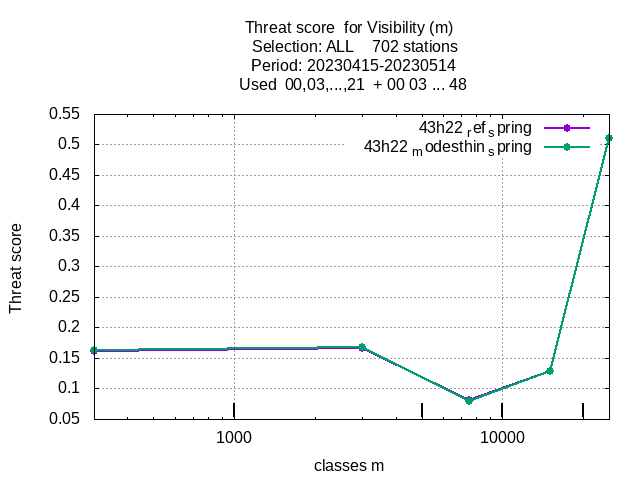 Threat score  for Visibility (m)
Selection: ALL    702 stations
Period: 20230415-20230514
Used  00,03,...,21  + 00 03 ... 48
43h22 ref spring
43h22 modesthin spring
0.55
0.5
0.45
0.4
0.35
0.3
0.25
0.2
0.15
0.1
0.05
Threat score
1000 10000
classes m